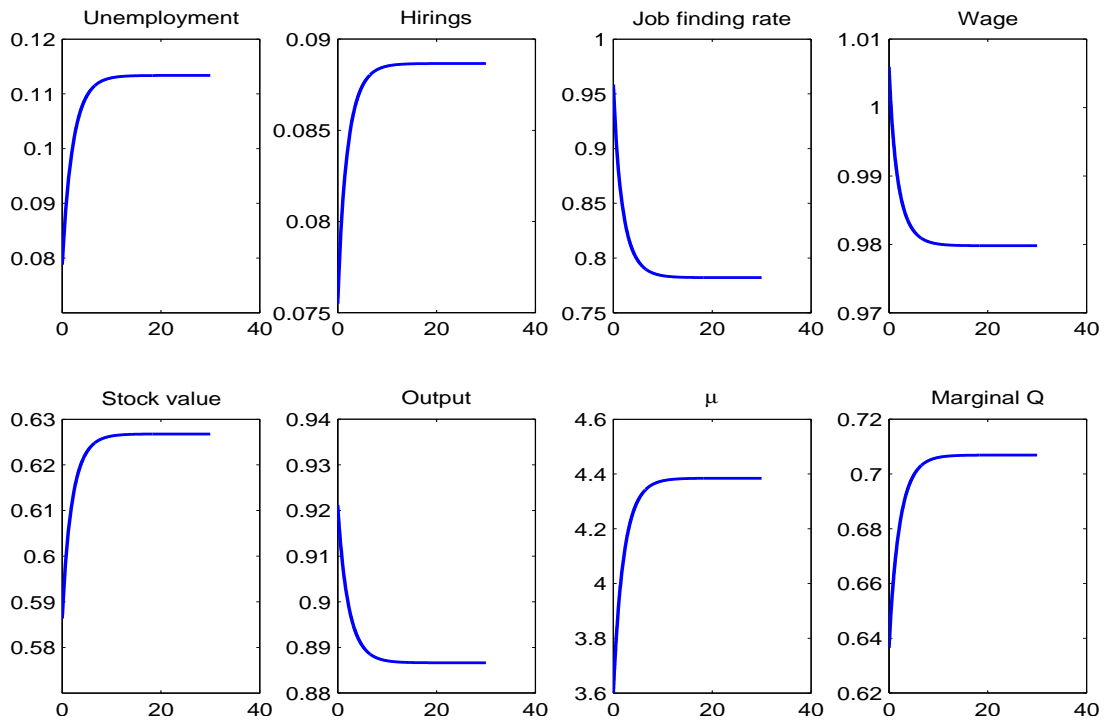 Unemployment
0.12
0.11
0.1
0.09
0.08
0 20 40
Hirings
0.09
0.085
0.08
0.075
0 20 40
Job finding rate
1
0.95
0.9
0.85
0.8
0.75
0 20 40
Wage
1.01
1
0.99
0.98
0.97
0 20 40
Stock value
0.63
0.62
0.61
0.6
0.59
0.58
0 20 40
Output
0.94
0.93
0.92
0.91
0.9
0.89
0.88
0 20 40
μ
4.6
4.4
4.2
4
3.8
3.6
0 20 40
Marginal Q
0.72
0.7
0.68
0.66
0.64
0.62
0 20 40